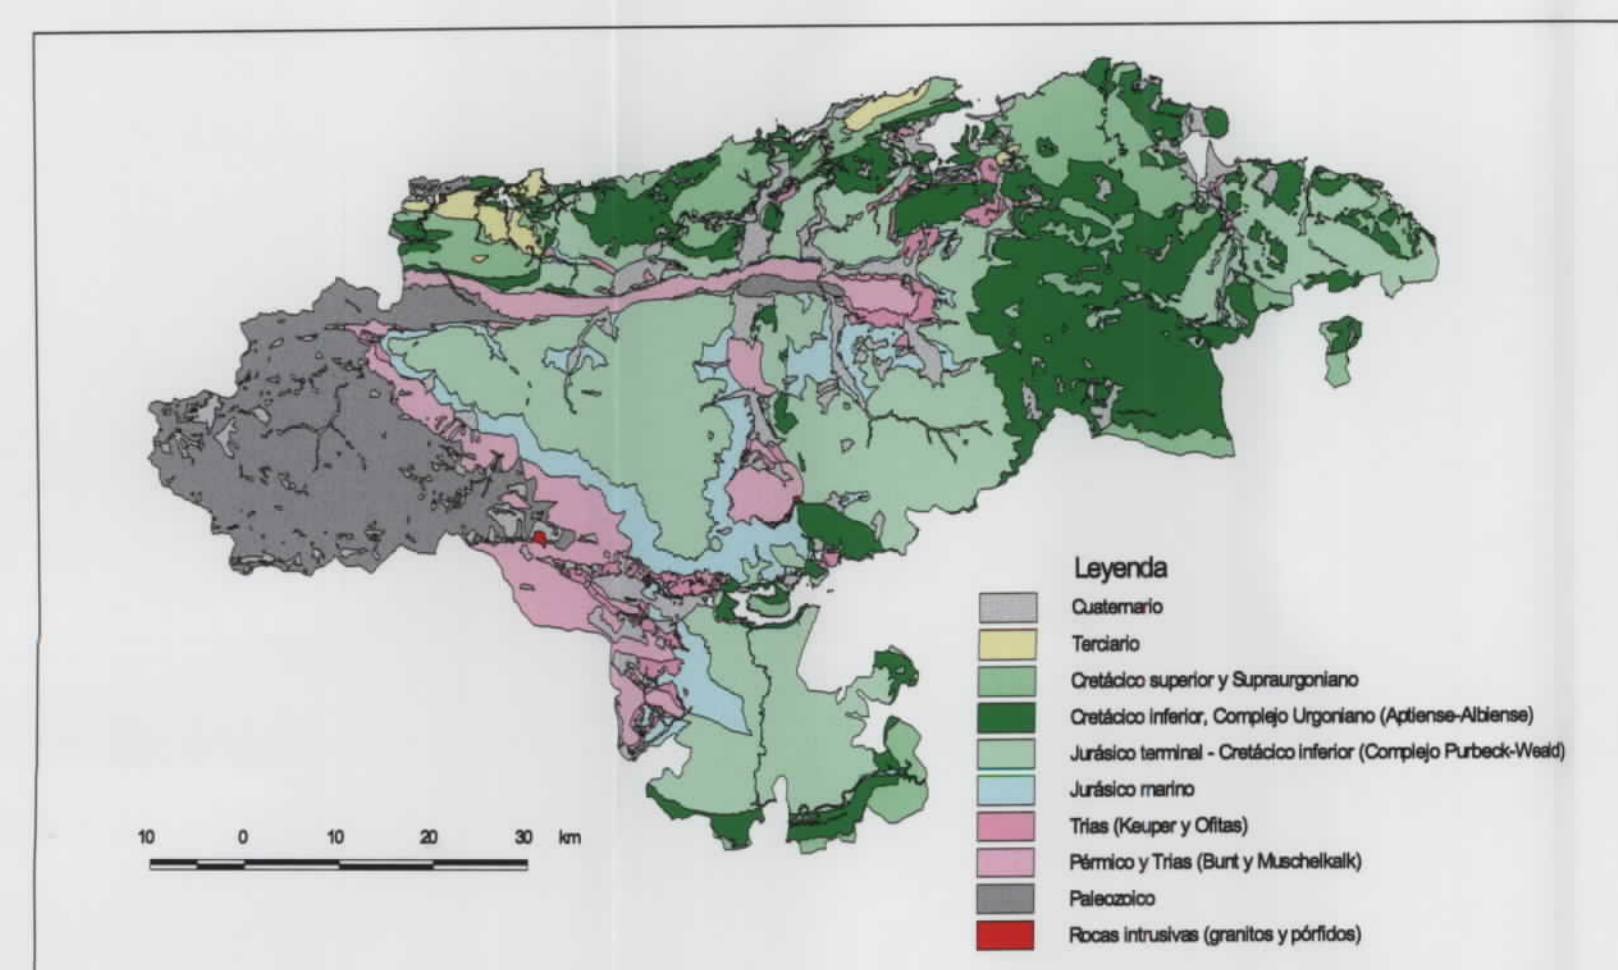 Leyenda
Cuaternario
Terciario
Cretácico superior y Supraurgoniano
Cretácico inferior, Complejo Urgoniano (Aptiense-Albiense)
Jurásico terminal - Cretácico inferior (Complejo Purbeck-Weald)
Jurásico marino
Trias (Keuper y Ofitas)
Pérmico y Trias (Bunt y Muschelkalk)
Paleozoico
Rocas intrusivas (granitos y pórfidos)
10 0 10 20 30 km